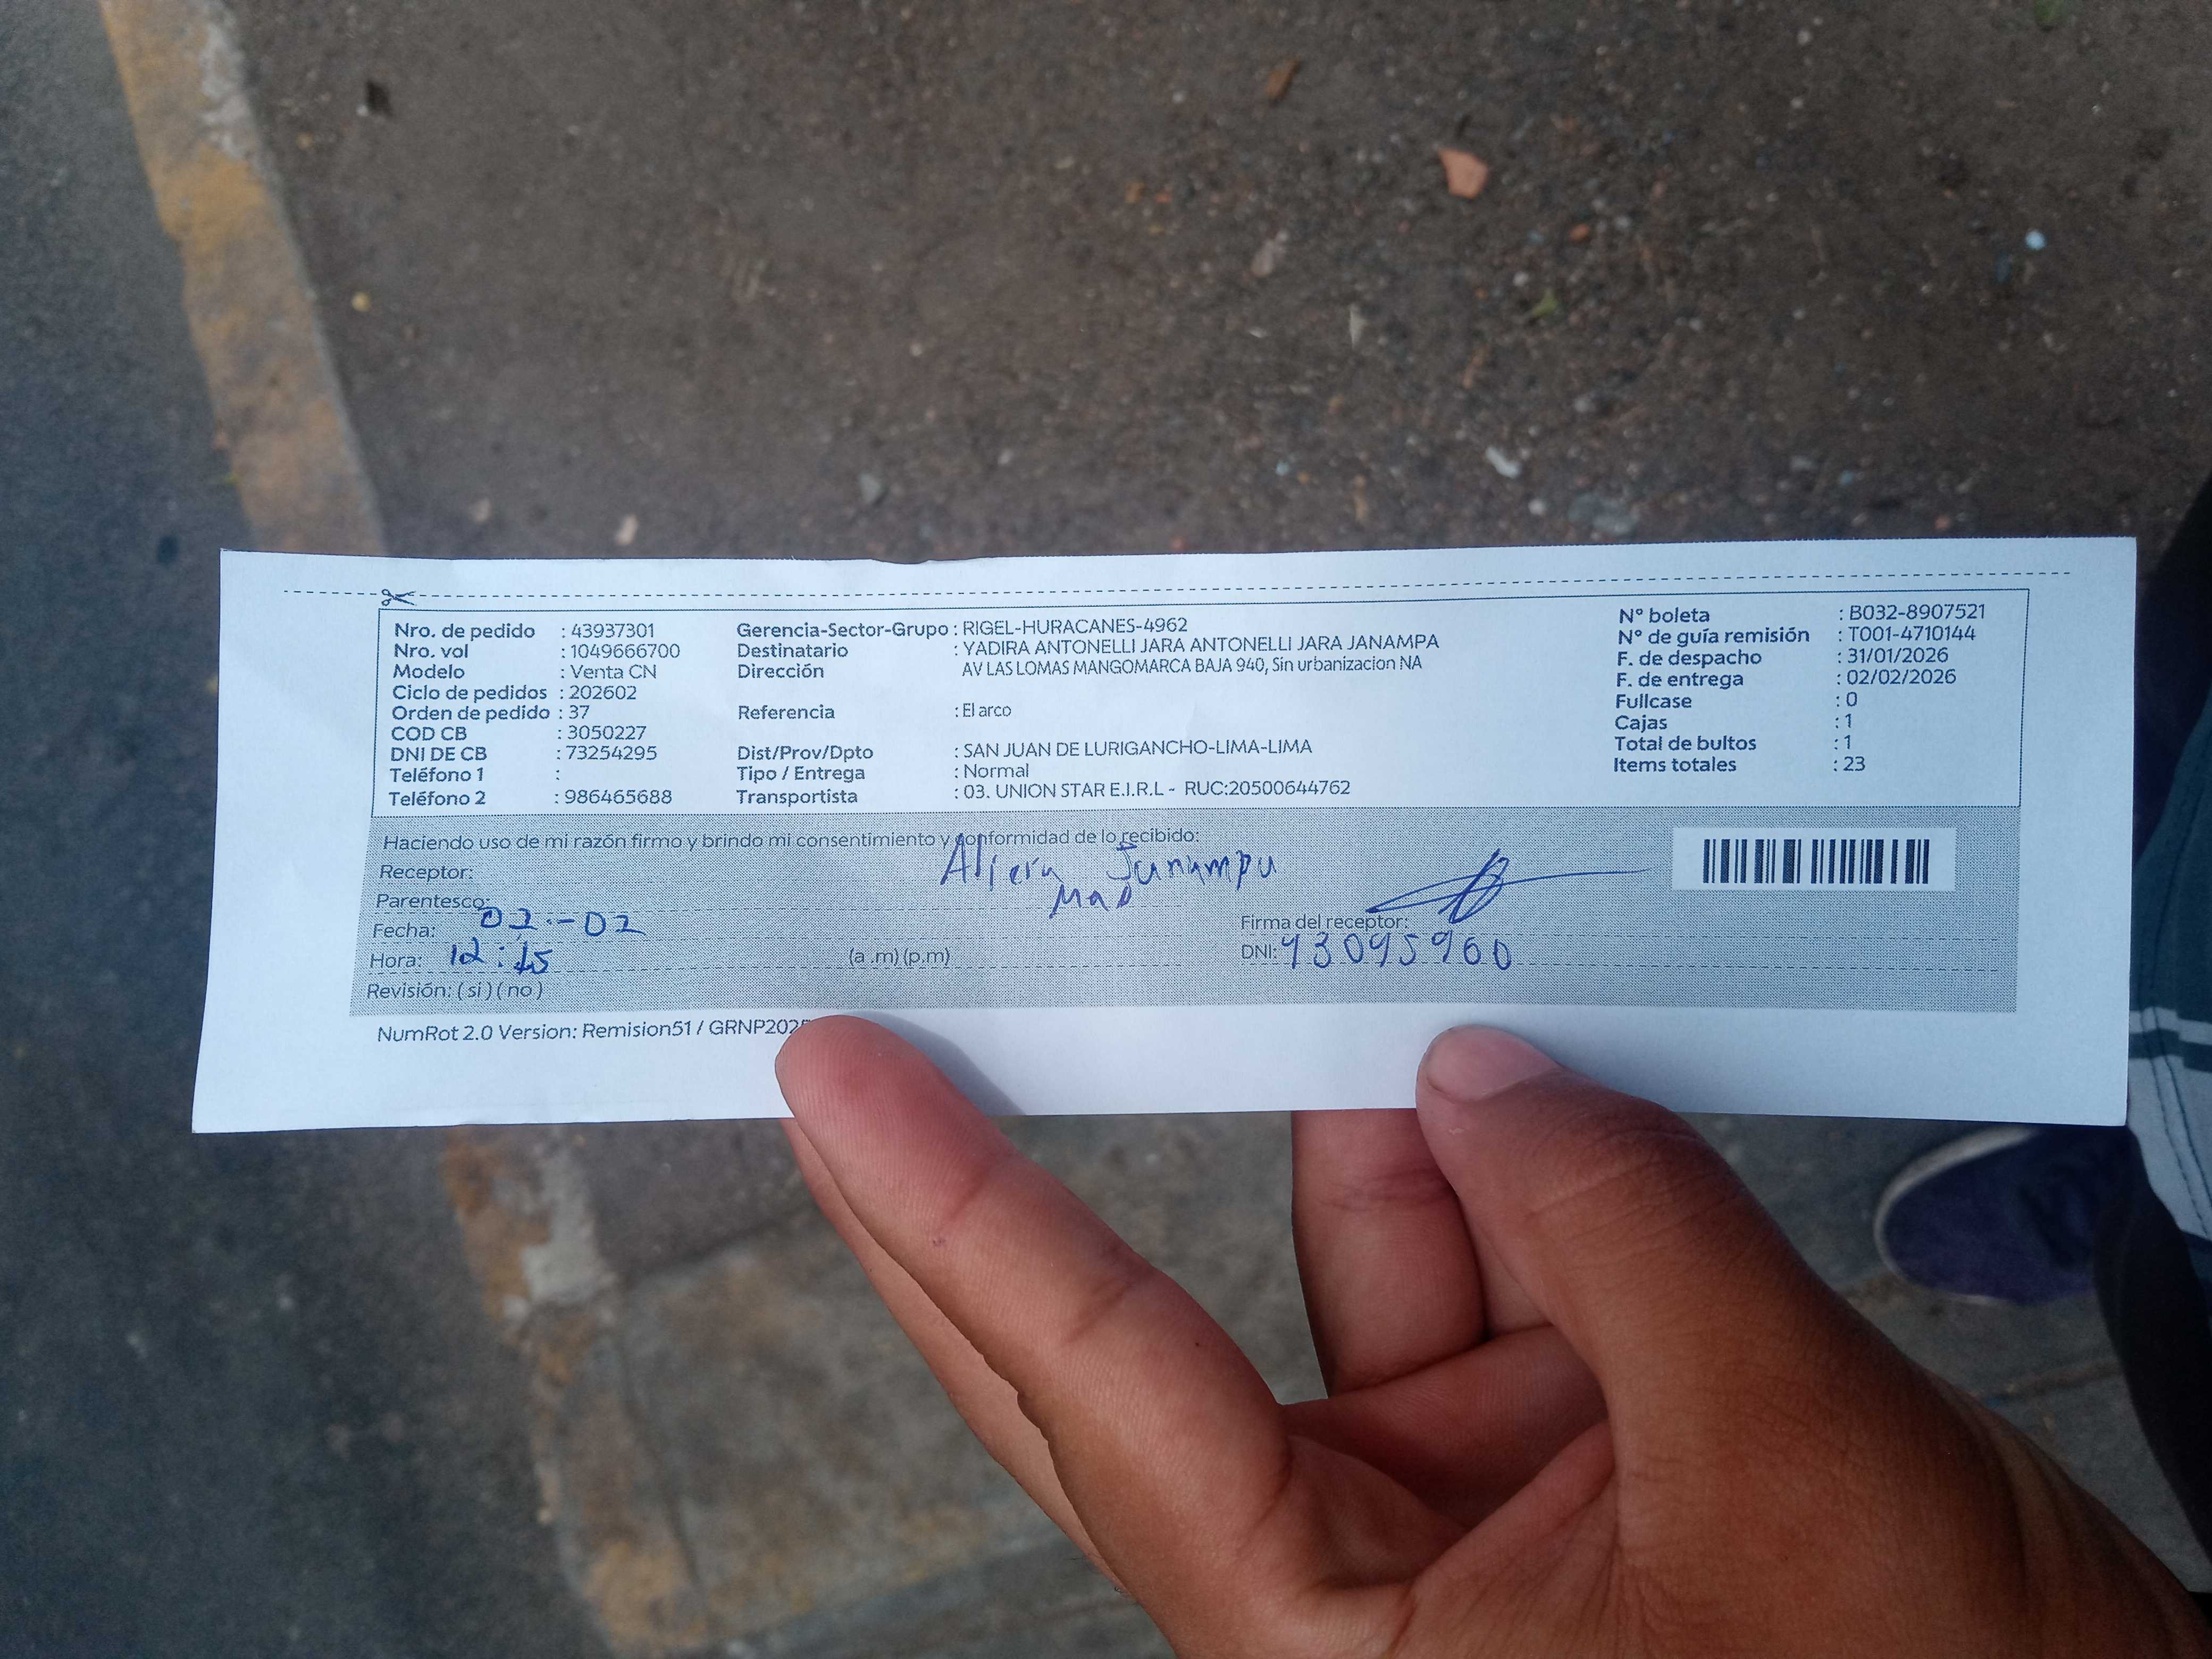 Nro. de pedido : 43937301
Nro. vol : 1049666700
Modelo : Venta CN
Ciclo de pedidos : 202602
Orden de pedido : 37
COD CB : 3050227
DNI DE CB : 73254295
Teléfono 1 :
Teléfono 2 : 986465688
Gerencia-Sector-Grupo : RIGEL-HURACANES-4962
Destinatario : YADIRA ANTONELLI JARA ANTONELLI JARA JANAMPA
Dirección AV LAS LOMAS MANGOMARCA BAJA 940, Sin urbanizacion NA
Referencia : El arco
Dist/Prov/Dpto : SAN JUAN DE LURIGANCHO-LIMA-LIMA
Tipo / Entrega : Normal
Transportista : 03. UNION STAR E.I.R.L - RUC:20500644762
N° boleta : B032-8907521
N° de guía remisión : T001-4710144
F. de despacho : 31/01/2026
F. de entrega : 02/02/2026
Fullcase : 0
Cajas : 1
Total de bultos : 1
Items totales : 23
Haciendo uso de mi razón firmo y brindo mi consentimiento y conformidad de lo recibido:
Receptor: Janampa
Parentesco:
Fecha: 02.-02
Hora: 12:15 (a .m) (p.m)
Revisión: ( si ) ( no )
Firma del receptor:
DNI: 43095960
NumRot 2.0 Version: Remision51 / GRNP202